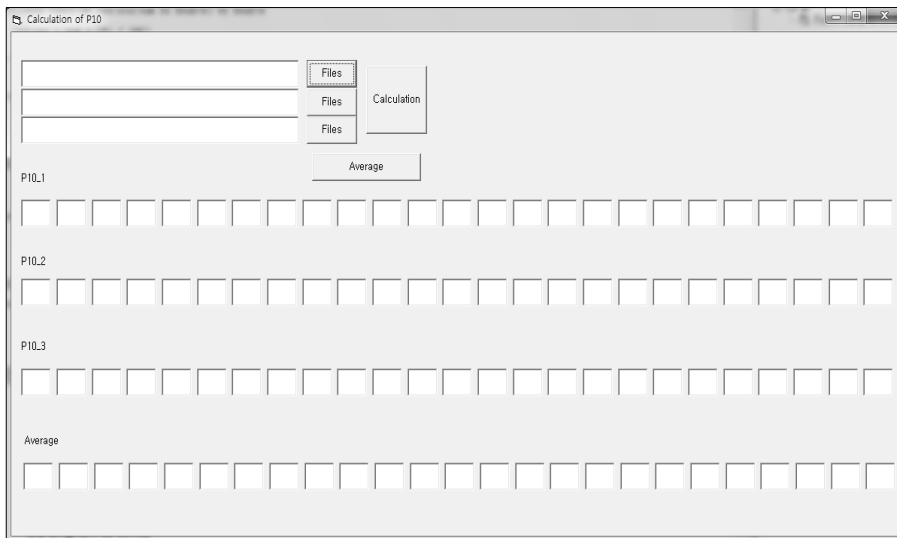 Calculation of P10
Files
Files
Calculation
Files
Average
P10_1
P10_2
P10_3
Average